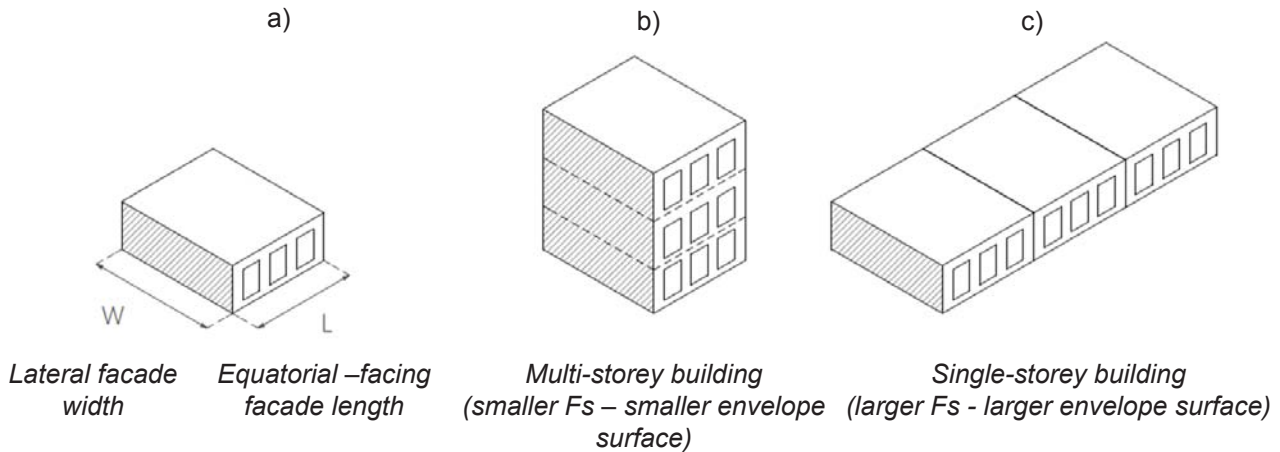 a)
b)
c)
W
L
Lateral facade
width
Equatorial –facing
facade length
Multi-storey building
(smaller Fs – smaller envelope
surface)
Single-storey building
(larger Fs - larger envelope surface)